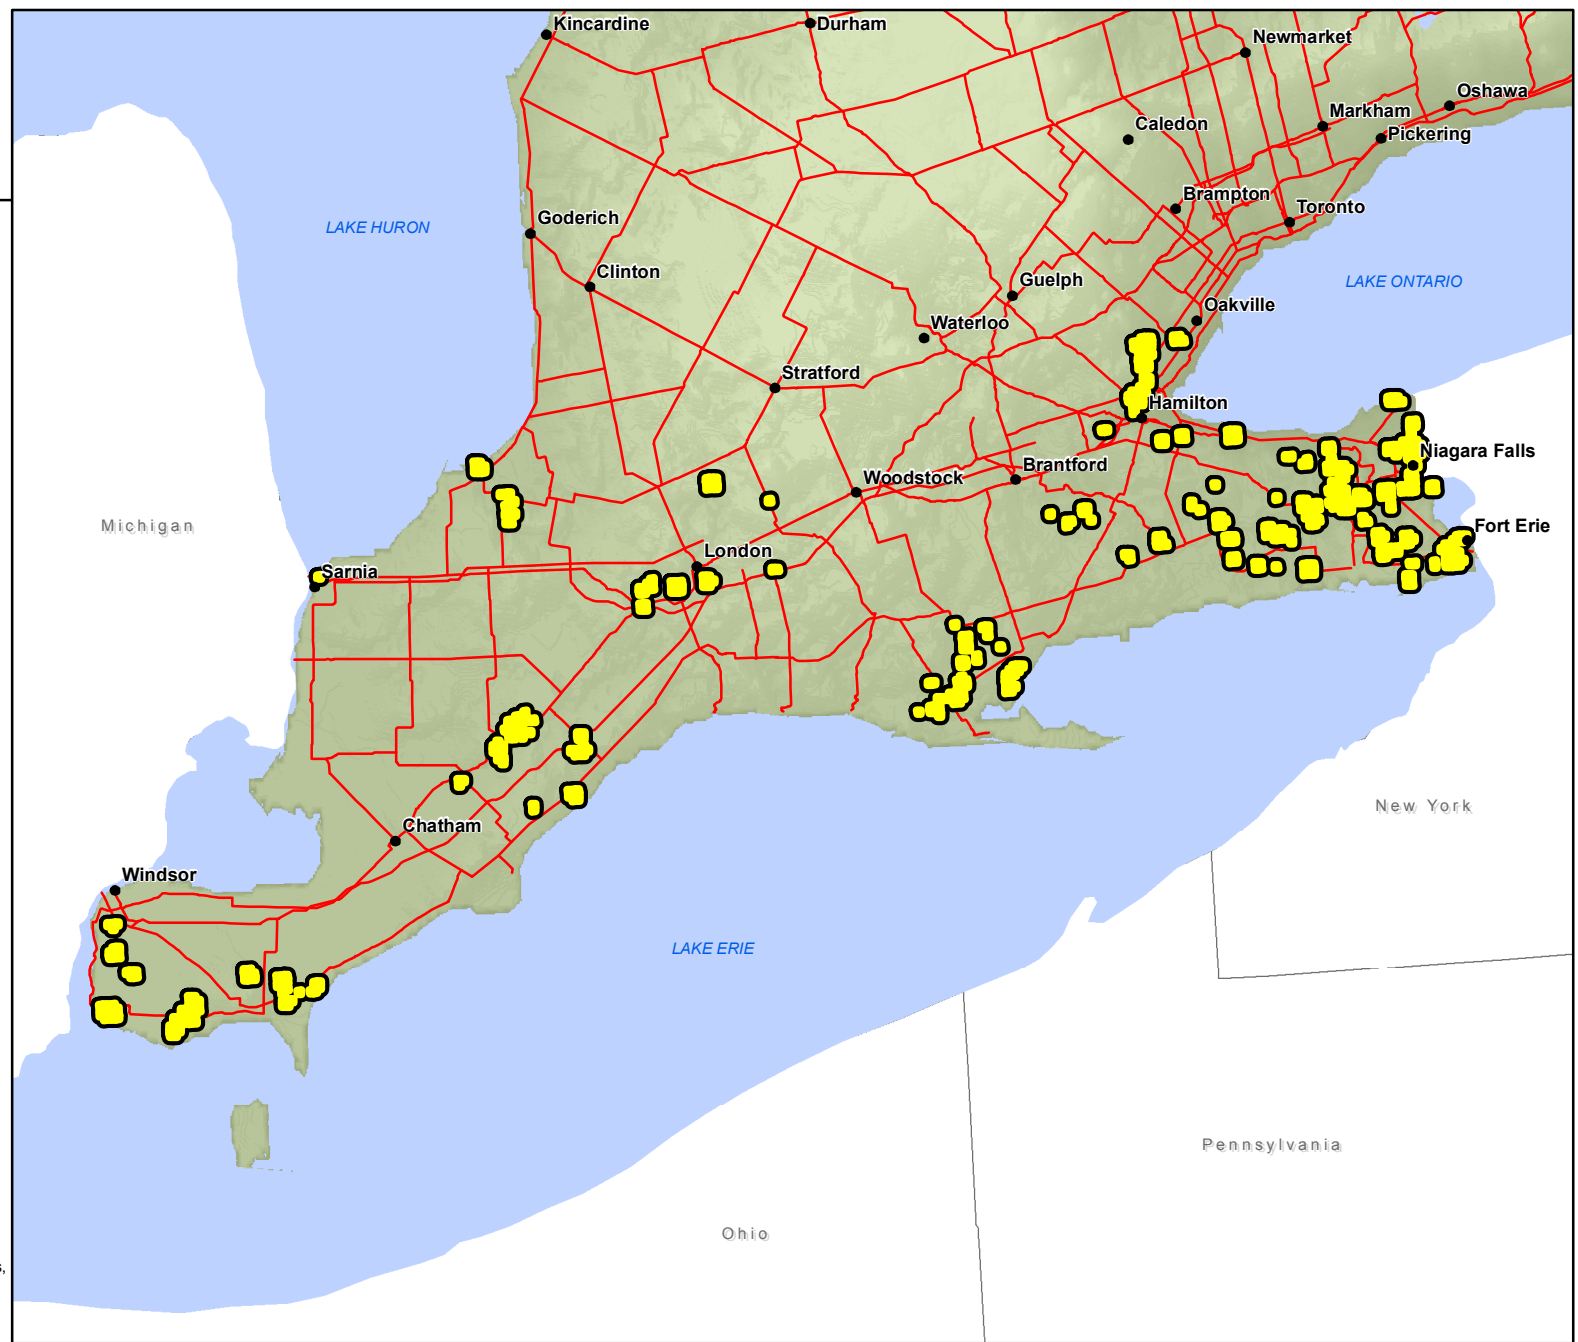 Kincardine
Durham
Newmarket
Oshawa
Markham
Caledon
Pickering
Brampton
Toronto
Goderich
LAKE HURON
Clinton
Guelph
LAKE ONTARIO
Oakville
Waterloo
Stratford
Hamilton
Niagara Falls
Brantford
Woodstock
Michigan
Fort Erie
London
Sarnia
New York
Chatham
Windsor
LAKE ERIE
Pennsylvania
Ohio